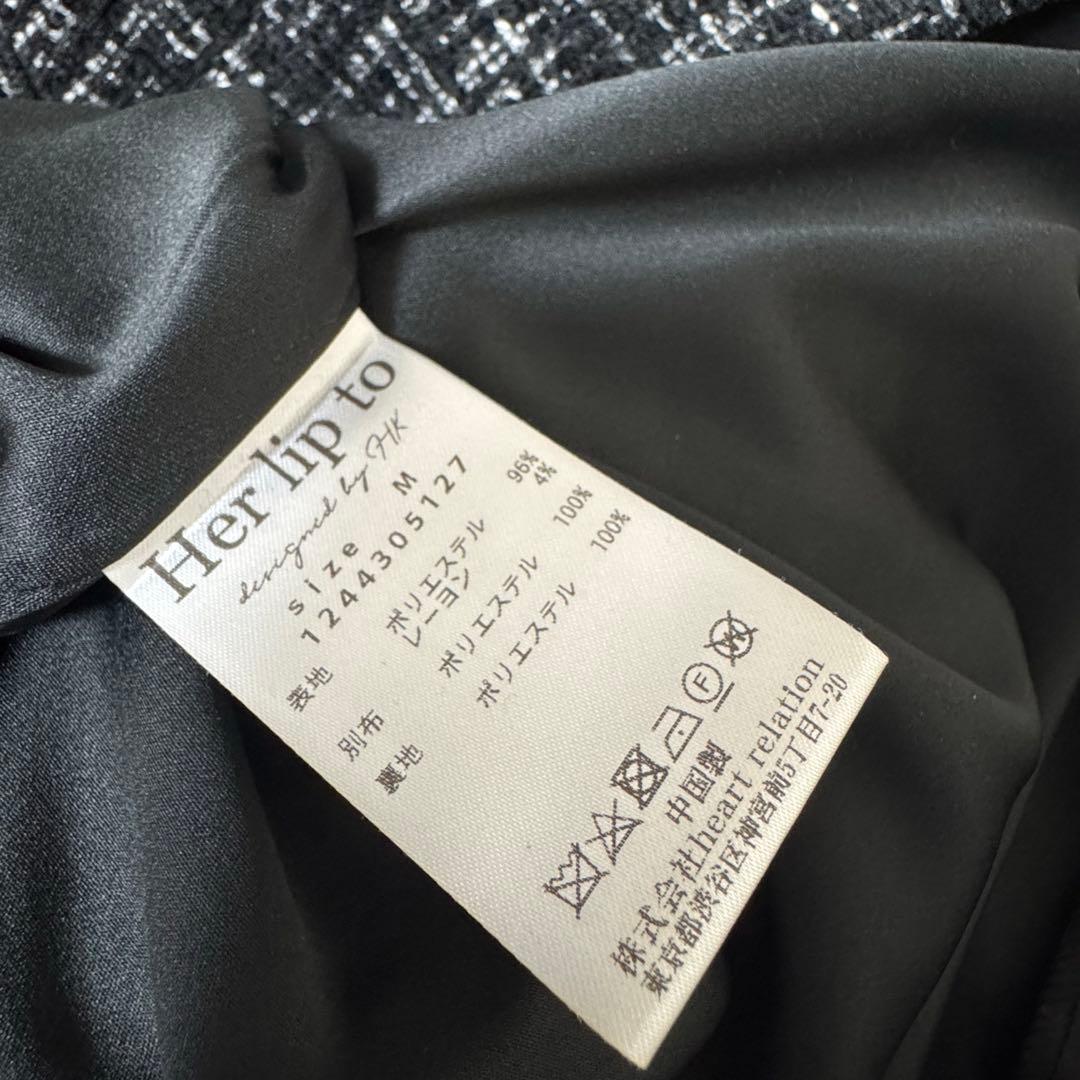 Her lip to
designed by HK
size M
1244305127
表地 ポリエステル 96%
レーヨン 4%
別布 ポリエステル 100%
裏地 ポリエステル 100%
F W
中国製
株式会社heart relation
東京都渋谷区神宮前5丁目7-20